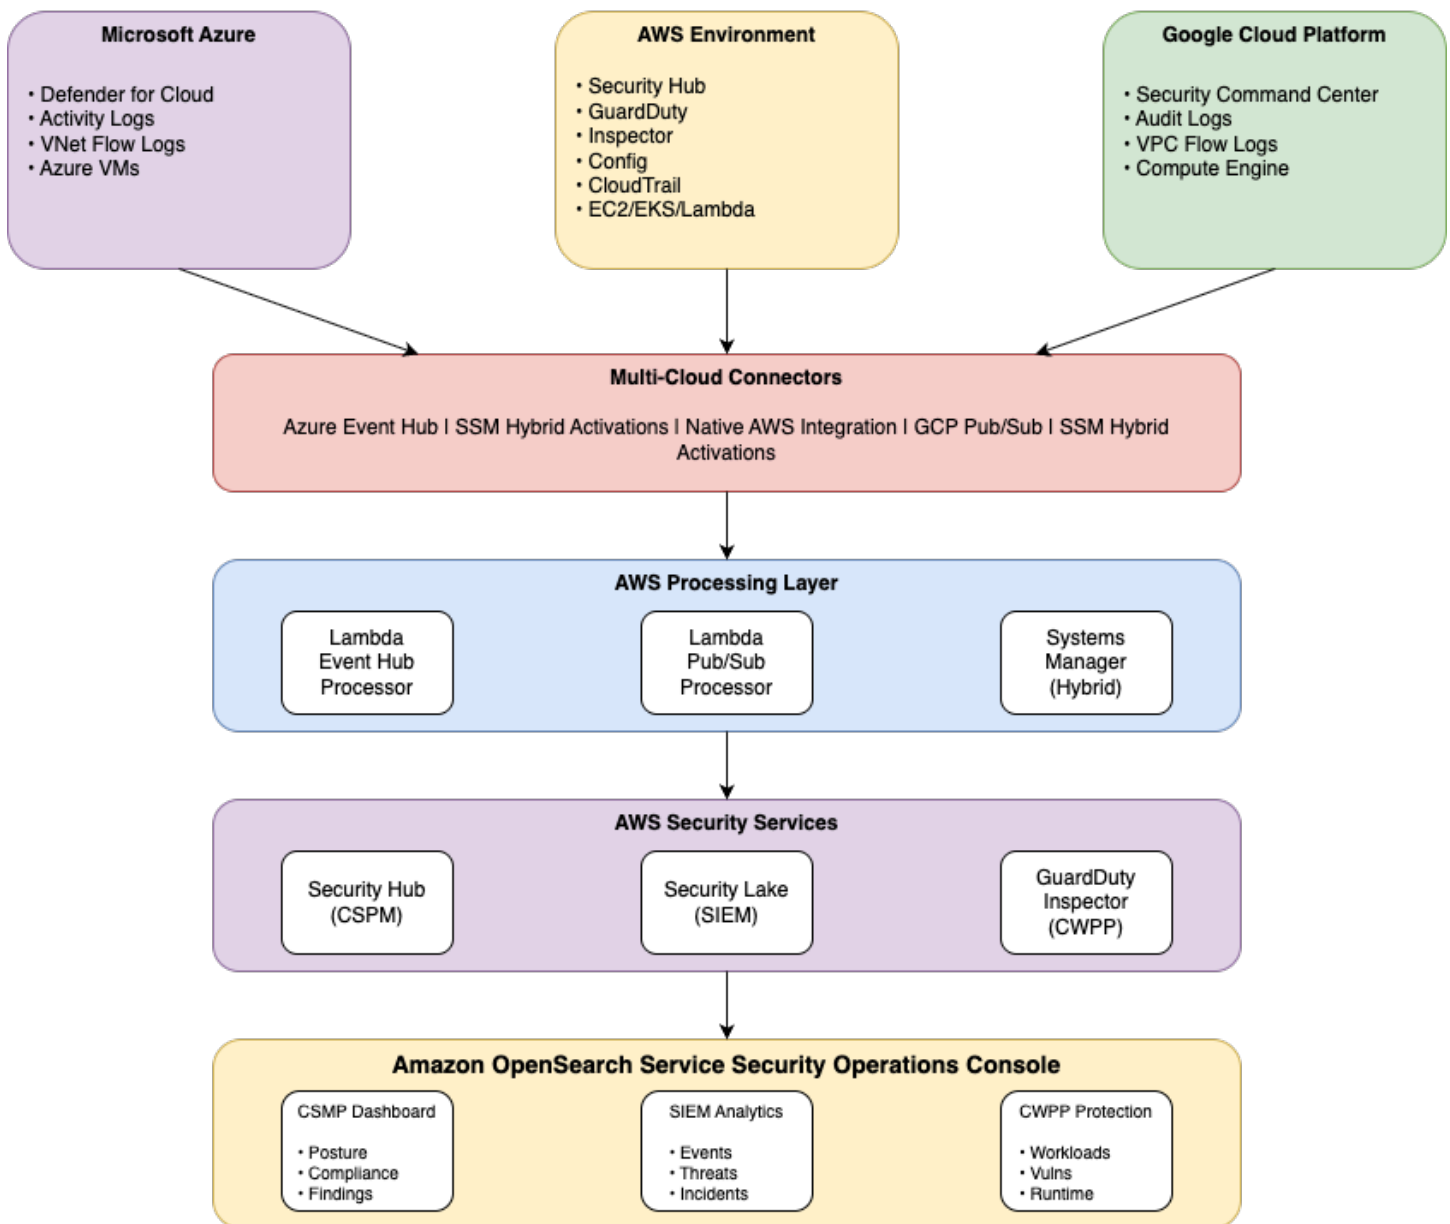 Microsoft Azure
• Defender for Cloud
• Activity Logs
• VNet Flow Logs
• Azure VMs
AWS Environment
• Security Hub
• GuardDuty
• Inspector
• Config
• CloudTrail
• EC2/EKS/Lambda
Google Cloud Platform
• Security Command Center
• Audit Logs
• VPC Flow Logs
• Compute Engine
Multi-Cloud Connectors
Azure Event Hub I SSM Hybrid Activations I Native AWS Integration I GCP Pub/Sub I SSM Hybrid
Activations
AWS Processing Layer
Lambda
Event Hub
Processor
Lambda
Pub/Sub
Processor
Systems
Manager
(Hybrid)
AWS Security Services
Security Hub
(CSPM)
Security Lake
(SIEM)
GuardDuty
Inspector
(CWPP)
Amazon OpenSearch Service Security Operations Console
CSMP Dashboard
• Posture
• Compliance
• Findings
SIEM Analytics
• Events
• Threats
• Incidents
CWPP Protection
• Workloads
• Vulns
• Runtime